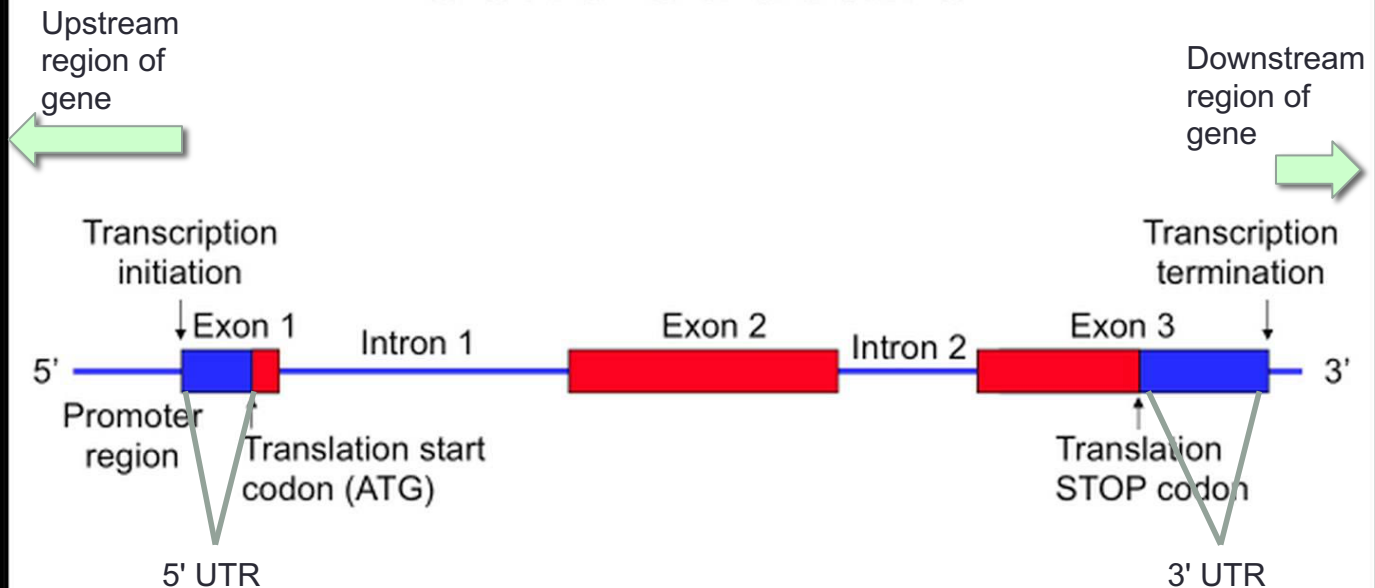 Upstream
region of
gene
Downstream
region of
gene
Transcription
initiation
Transcription
termination
Exon 1
Intron 1
Exon 2
Intron 2
Exon 3
5’
3’
Promoter
region
Translation start
codon (ATG)
Translation
STOP codon
5' UTR
3' UTR